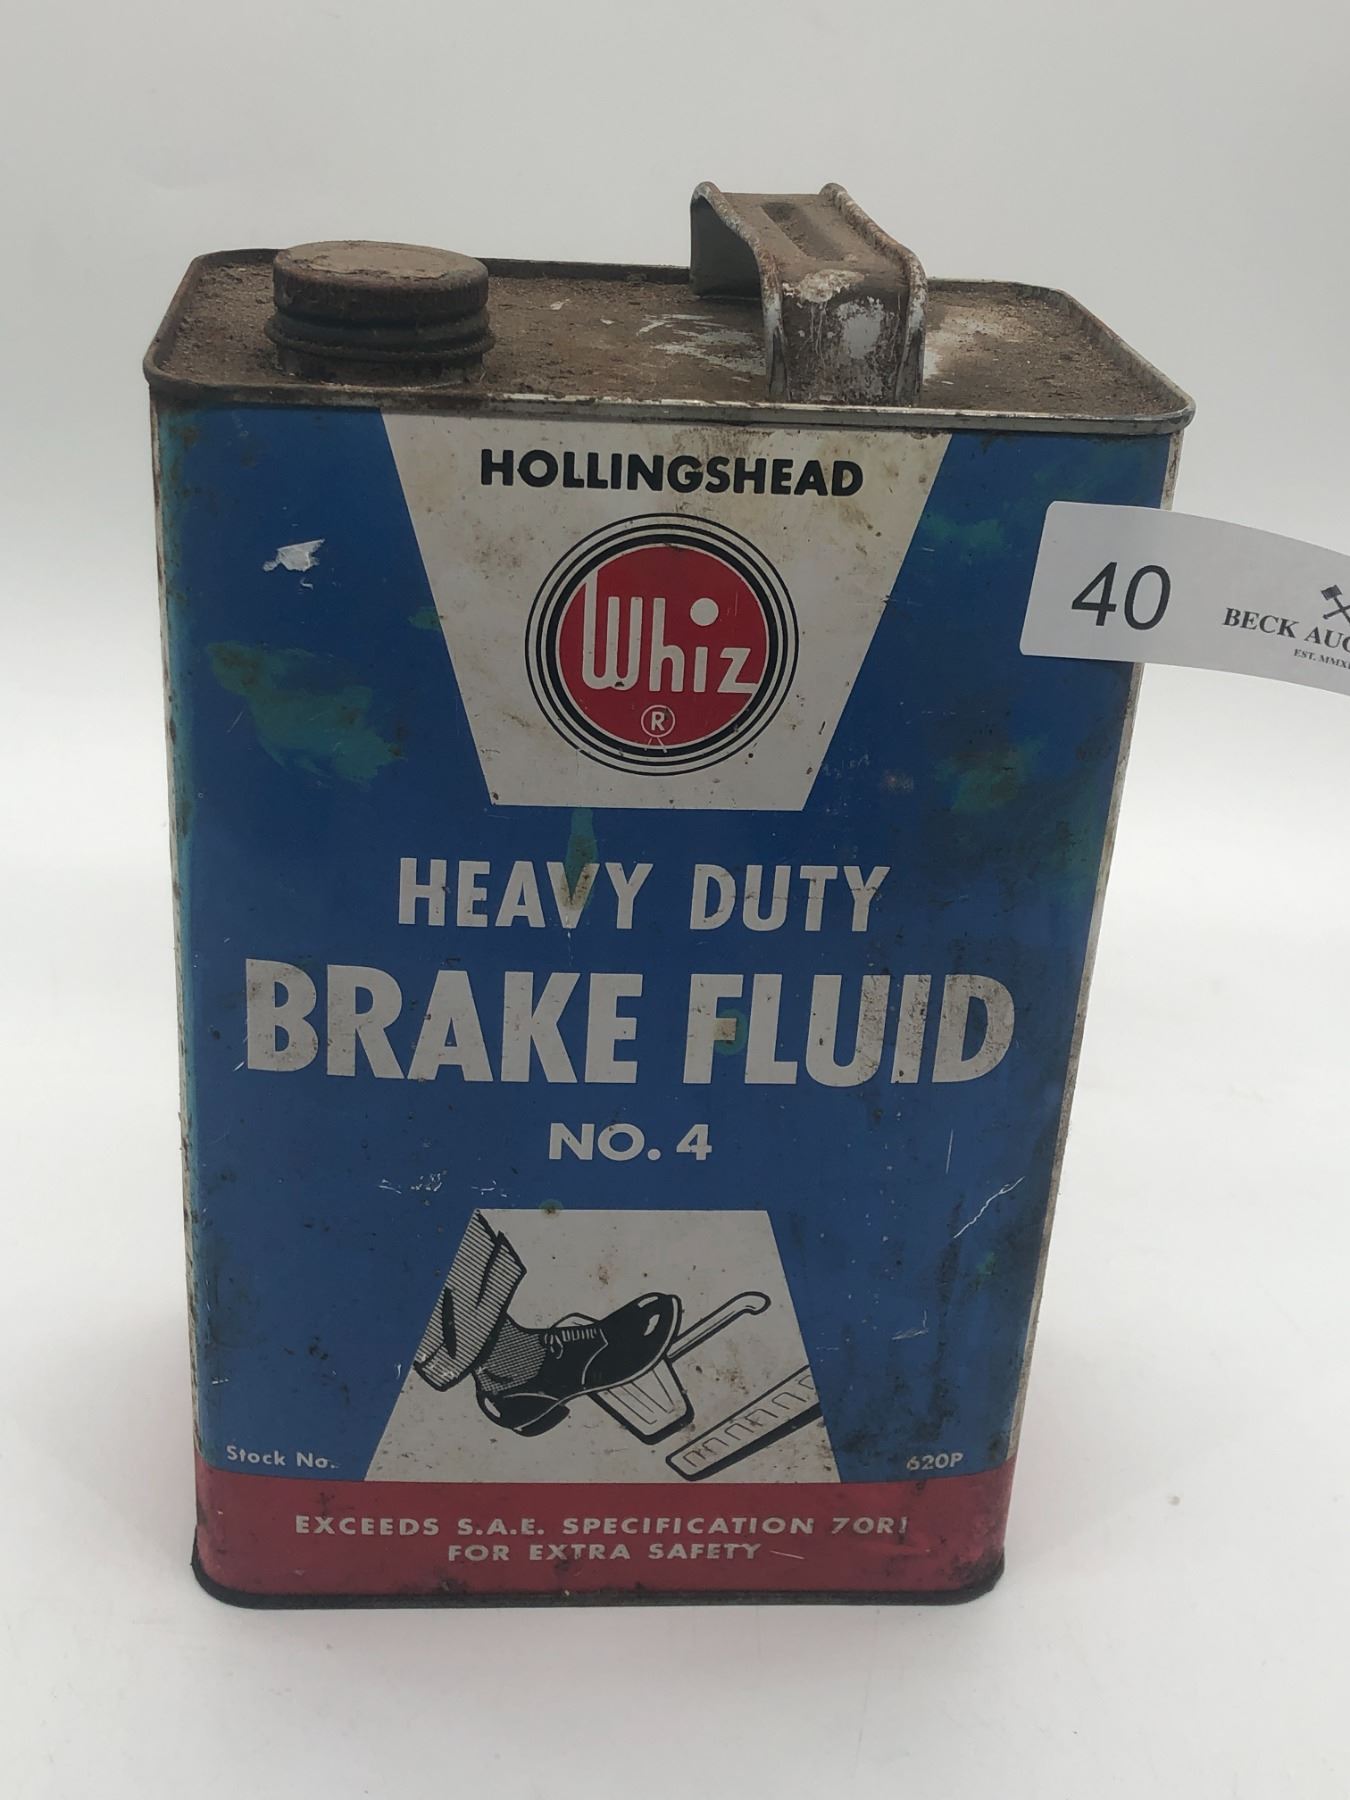 HOLLINGSHEAD
Whiz
®
40
BECK
EST.
HEAVY DUTY
BRAKE FLUID
NO. 4
Stock No. 620P
EXCEEDS S.A.E. SPECIFICATION 70R1
FOR EXTRA SAFETY